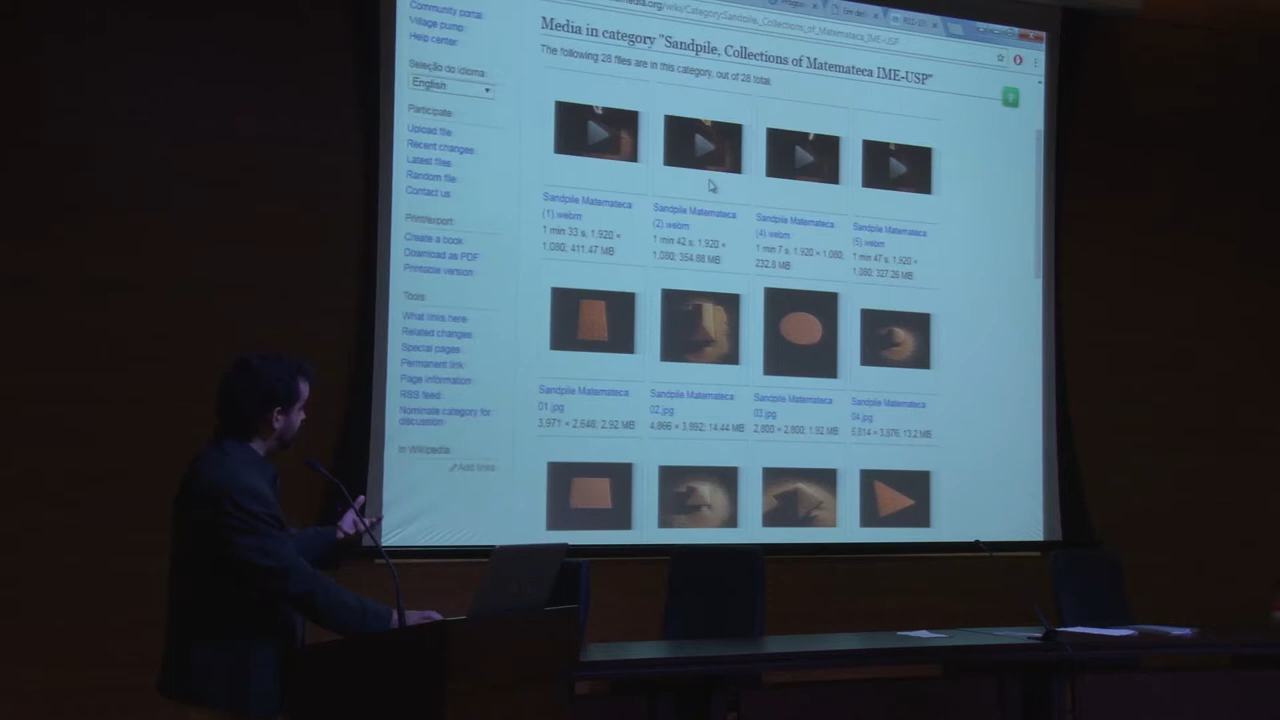 media.org/wiki/Category:Sandpile,_Collections_of_Matemateca_IME-USP
Community portal
Village pump
Help center
Seleção do idioma
English
Participate
Upload file
Recent changes
Latest files
Random file
Contact us
Print/export
Create a book
Download as PDF
Printable version
Tools
What links here
Related changes
Special pages
Permanent link
Page information
RSS feed
Nominate category for
discussion
In Wikipedia
Add links
Media in category "Sandpile, Collections of Matemateca IME-USP"
The following 28 files are in this category, out of 28 total.
Sandpile Matemateca
(1).webm
1 min 33 s, 1,920 ×
1,080; 411.47 MB
Sandpile Matemateca
(2).webm
1 min 42 s, 1,920 ×
1,080; 354.88 MB
Sandpile Matemateca
(4).webm
1 min 7 s, 1,920 × 1,080;
232.8 MB
Sandpile Matemateca
(5).webm
1 min 47 s, 1,920 ×
1,080; 327.26 MB
Sandpile Matemateca
01.jpg
3,971 × 2,648; 2.92 MB
Sandpile Matemateca
02.jpg
4,866 × 3,892; 14.44 MB
Sandpile Matemateca
03.jpg
2,800 × 2,800; 1.92 MB
Sandpile Matemateca
04.jpg
5,814 × 3,876; 13.2 MB